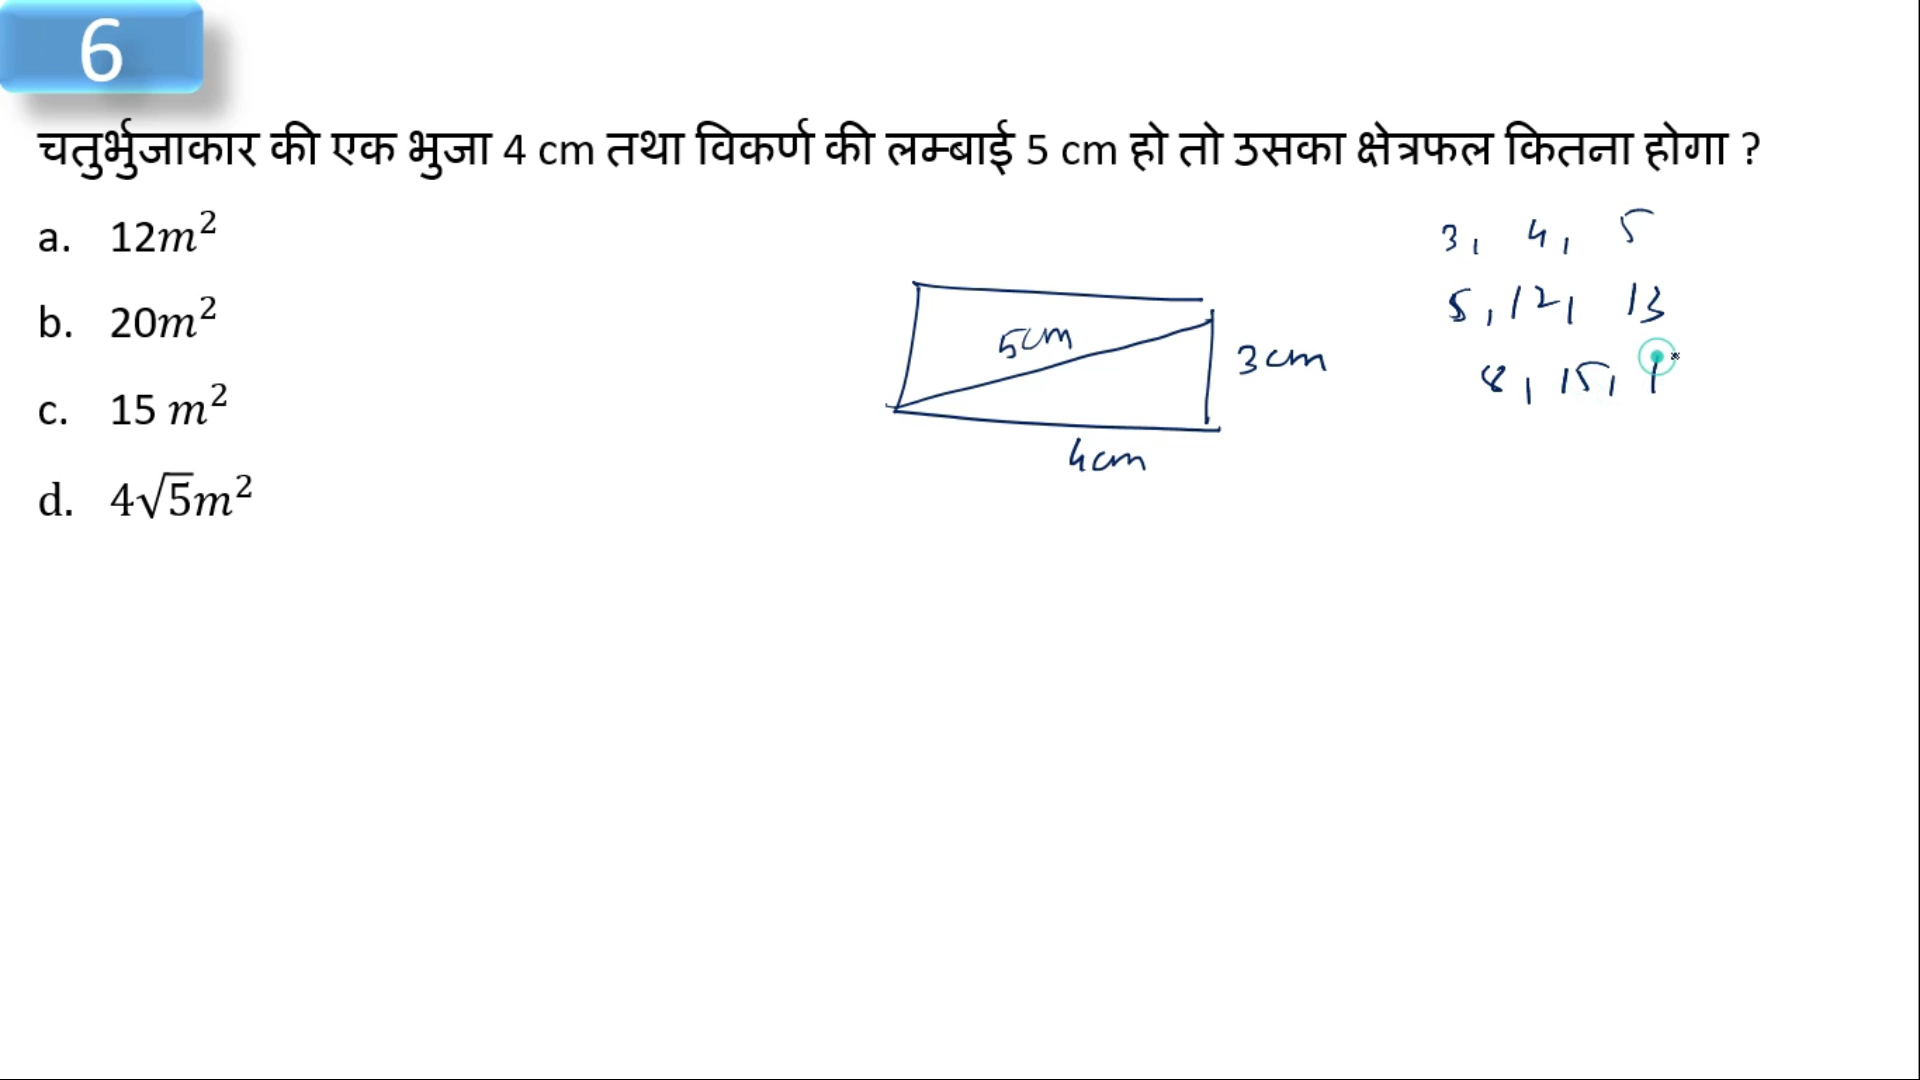 6
चतुर्भुजाकार की एक भुजा 4 cm तथा विकर्ण की लम्बाई 5 cm हो तो उसका क्षेत्रफल कितना होगा ?
a. 12m²
b. 20m²
c. 15 m²
d. 4√5m²
5cm
3cm
4cm
3, 4, 5
5, 12, 13
8, 15, 1